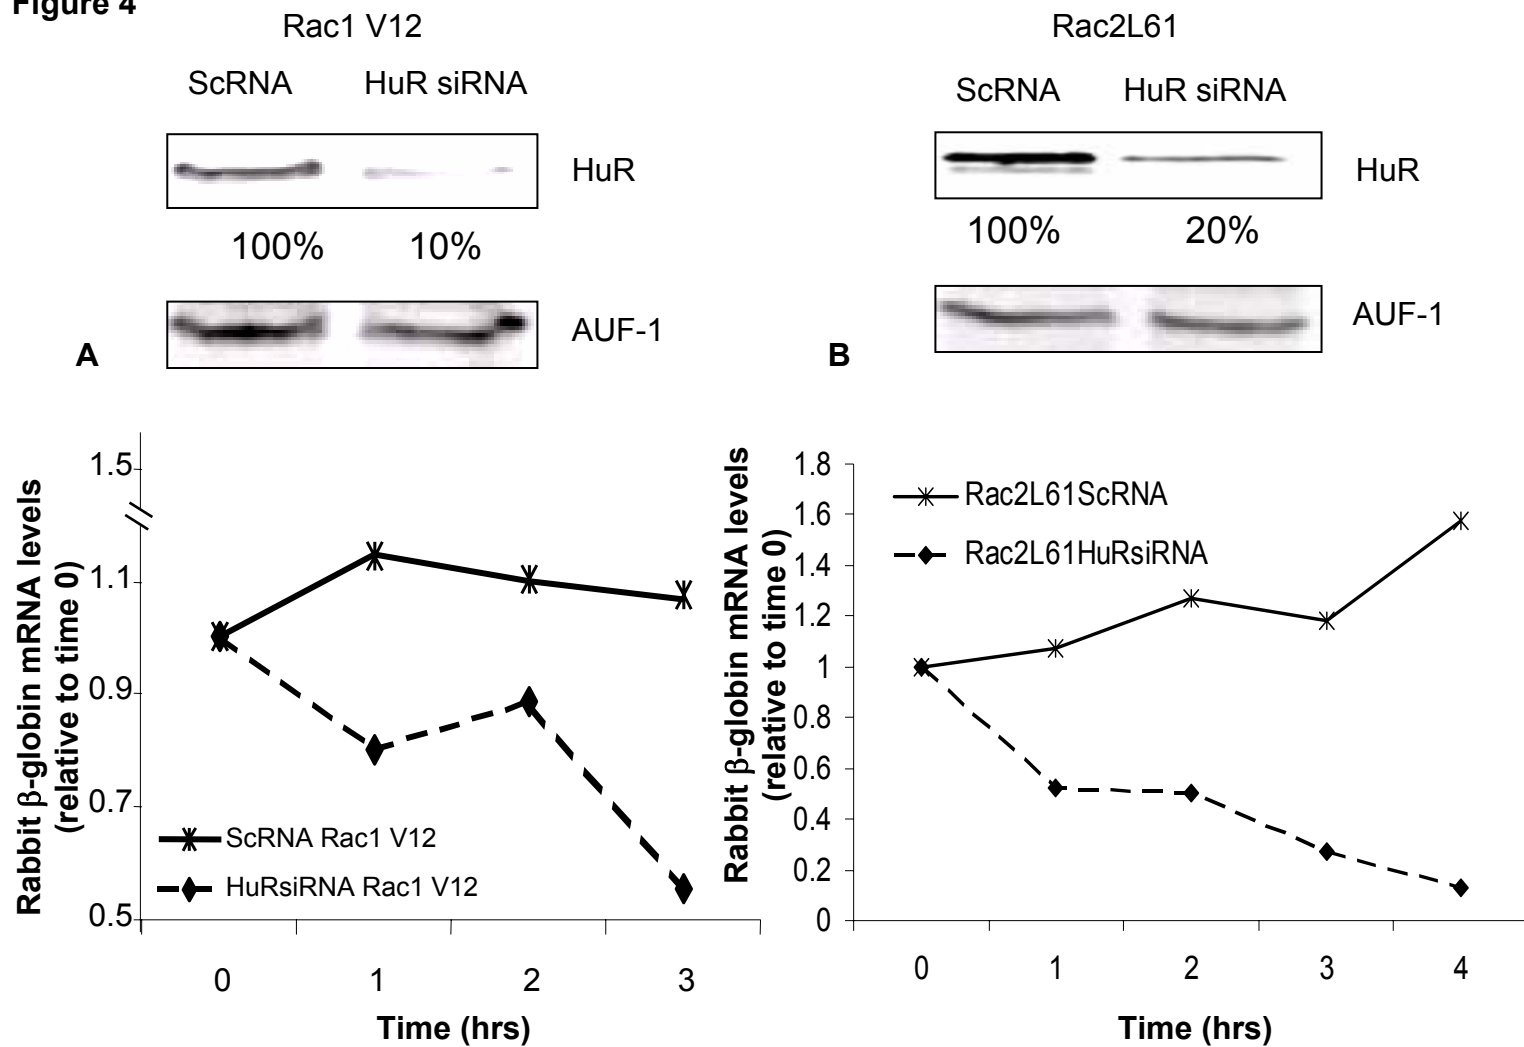 Figure 4
Rac1 V12
ScRNA HuR siRNA
HuR
100% 10%
AUF-1
A
Rabbit β-globin mRNA levels
(relative to time 0)
1.5
1.1
0.9
0.7
0.5
ScRNA Rac1 V12
HuRsiRNA Rac1 V12
0 1 2 3
Time (hrs)
Rac2L61
ScRNA HuR siRNA
HuR
100% 20%
AUF-1
B
Rabbit β-globin mRNA levels
(relative to time 0)
1.8
1.6
1.4
1.2
1
0.8
0.6
0.4
0.2
0
Rac2L61ScRNA
Rac2L61HuRsiRNA
0 1 2 3 4
Time (hrs)